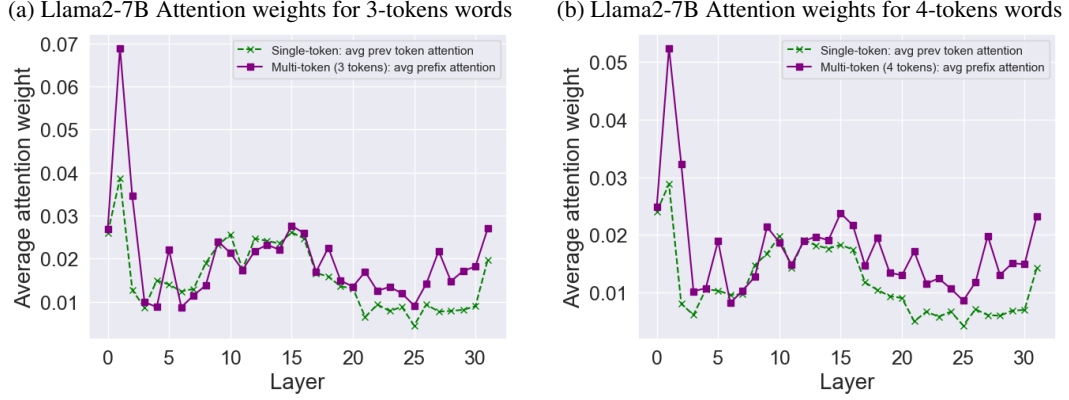 (a) Llama2-7B Attention weights for 3-tokens words
Single-token: avg prev token attention
Multi-token (3 tokens): avg prefix attention
Average attention weight
0.07
0.06
0.05
0.04
0.03
0.02
0.01
0 5 10 15 20 25 30
Layer
(b) Llama2-7B Attention weights for 4-tokens words
Single-token: avg prev token attention
Multi-token (4 tokens): avg prefix attention
Average attention weight
0.05
0.04
0.03
0.02
0.01
0 5 10 15 20 25 30
Layer